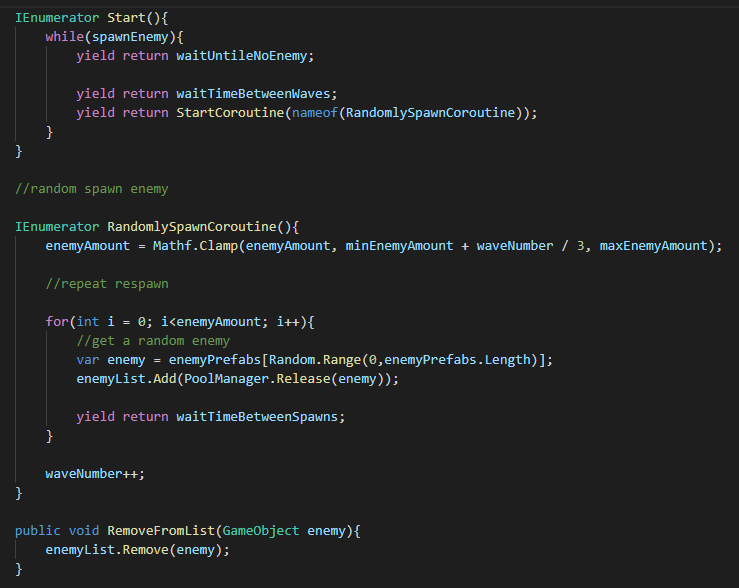 IEnumerator Start(){
while(spawnEnemy){
yield return waitUntileNoEnemy;
yield return waitTimeBetweenWaves;
yield return StartCoroutine(nameof(RandomlySpawnCoroutine));
}
}
//random spawn enemy
IEnumerator RandomlySpawnCoroutine(){
enemyAmount = Mathf.Clamp(enemyAmount, minEnemyAmount + waveNumber / 3, maxEnemyAmount);
//repeat respawn
for(int i = 0; i<enemyAmount; i++){
//get a random enemy
var enemy = enemyPrefabs[Random.Range(0,enemyPrefabs.Length)];
enemyList.Add(PoolManager.Release(enemy));
yield return waitTimeBetweenSpawns;
}
waveNumber++;
}
public void RemoveFromList(GameObject enemy){
enemyList.Remove(enemy);
}